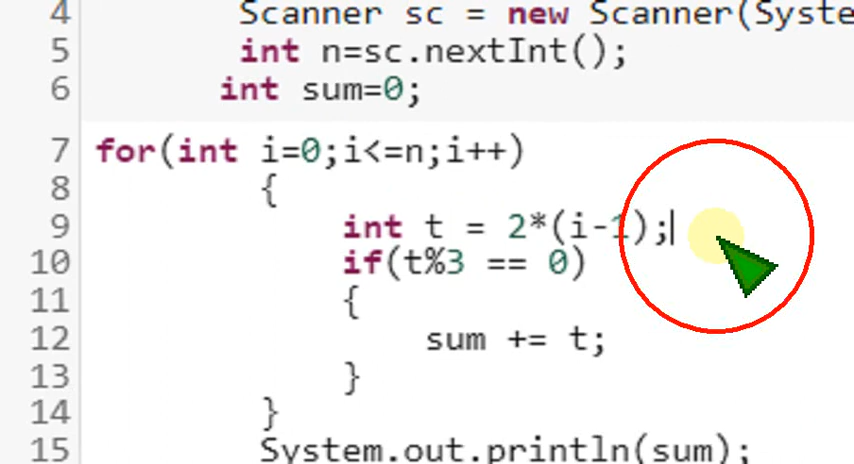 4 Scanner sc = new Scanner(Syste
5 int n=sc.nextInt();
6 int sum=0;
7 for(int i=0;i<=n;i++)
8 {
9 int t = 2*(i-1);
10 if(t%3 == 0)
11 {
12 sum += t;
13 }
14 }
15 System.out.println(sum);